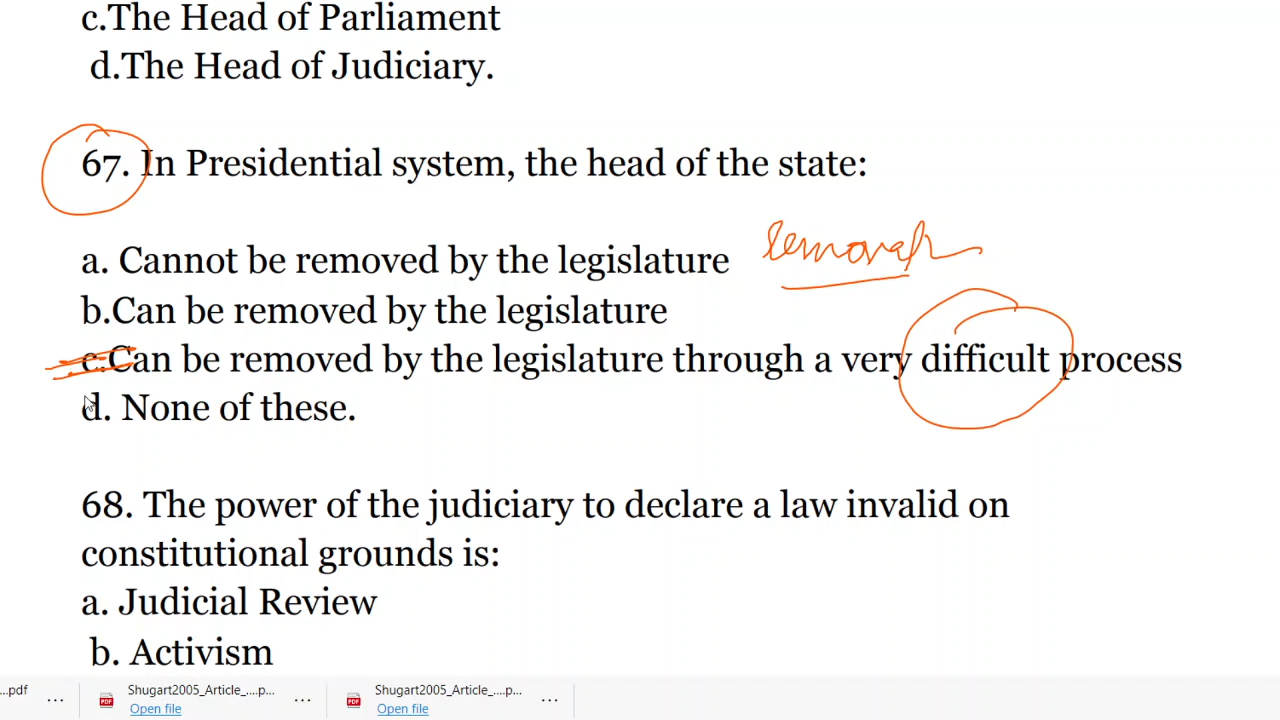 c.The Head of Parliament
d.The Head of Judiciary.
67. In Presidential system, the head of the state:
a. Cannot be removed by the legislature
removal
b.Can be removed by the legislature
c.Can be removed by the legislature through a very difficult process
d. None of these.
68. The power of the judiciary to declare a law invalid on
constitutional grounds is:
a. Judicial Review
b. Activism
...pdf ... Shugart2005_Article_....p... ... Shugart2005_Article_....p... ...
Open file Open file